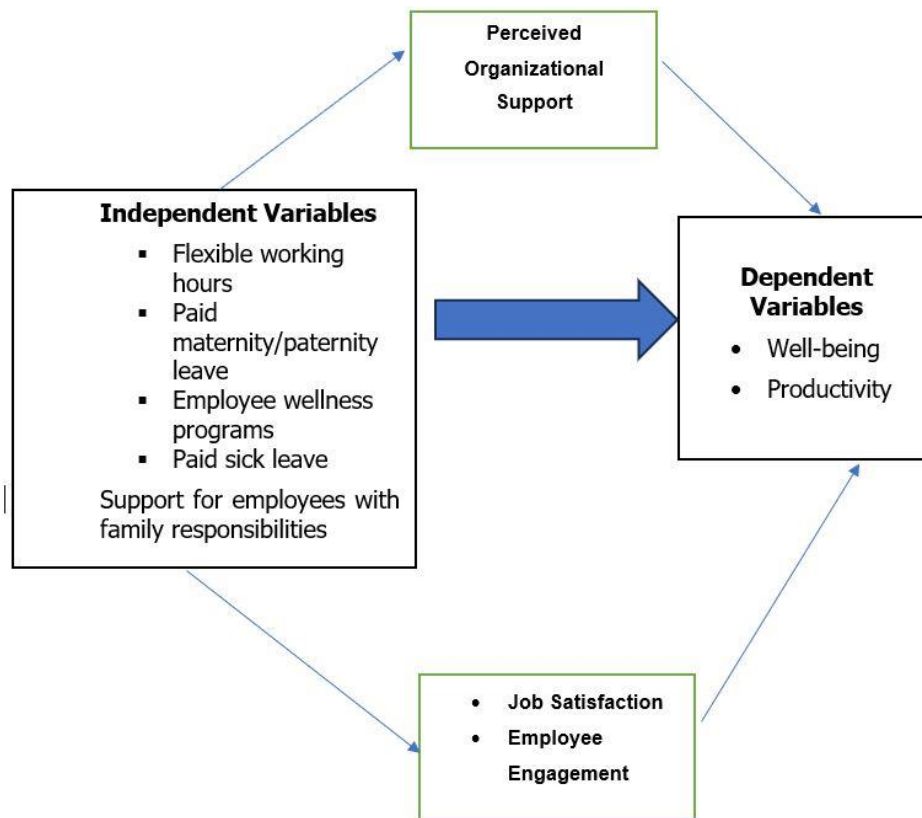 Perceived
Organizational
Support
Independent Variables
▪ Flexible working
hours
▪ Paid
maternity/paternity
leave
▪ Employee wellness
programs
▪ Paid sick leave
Support for employees with
family responsibilities
Dependent
Variables
• Well-being
• Productivity
• Job Satisfaction
• Employee
Engagement